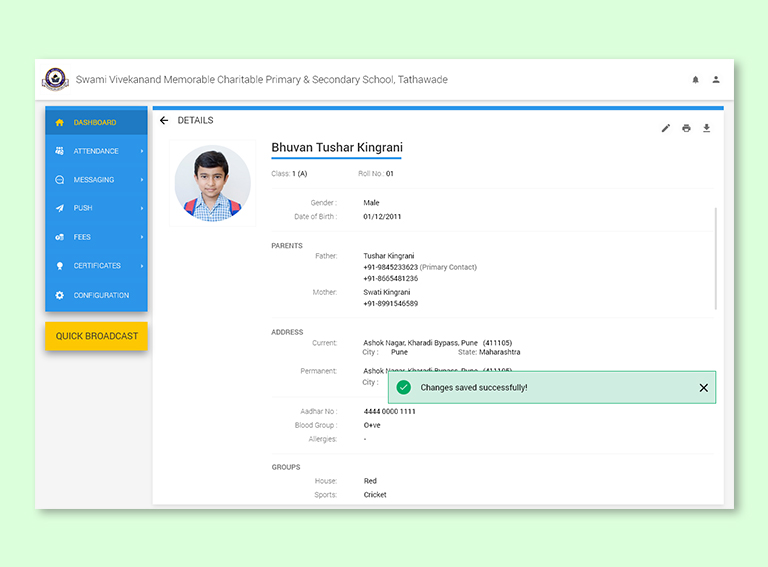 Swami Vivekanand Memorable Charitable Primary & Secondary School, Tathawade
DASHBOARD
ATTENDANCE
MESSAGING
PUSH
FEES
CERTIFICATES
CONFIGURATION
QUICK BROADCAST
DETAILS
Bhuvan Tushar Kingrani
Class: 1 (A) Roll No.: 01
Gender : Male
Date of Birth : 01/12/2011
PARENTS
Father: Tushar Kingrani
+91-9845233623 (Primary Contact)
+91-8665481236
Mother: Swati Kingrani
+91-8991546589
ADDRESS
Current: Ashok Nagar, Kharadi Bypass, Pune (411105)
City : Pune State: Maharashtra
Permanent: Ashok Nagar, Kharadi Bypass, Pune (411105)
City :
Changes saved successfully!
Aadhar No : 4444 0000 1111
Blood Group : O+ve
Allergies: -
GROUPS
House: Red
Sports: Cricket